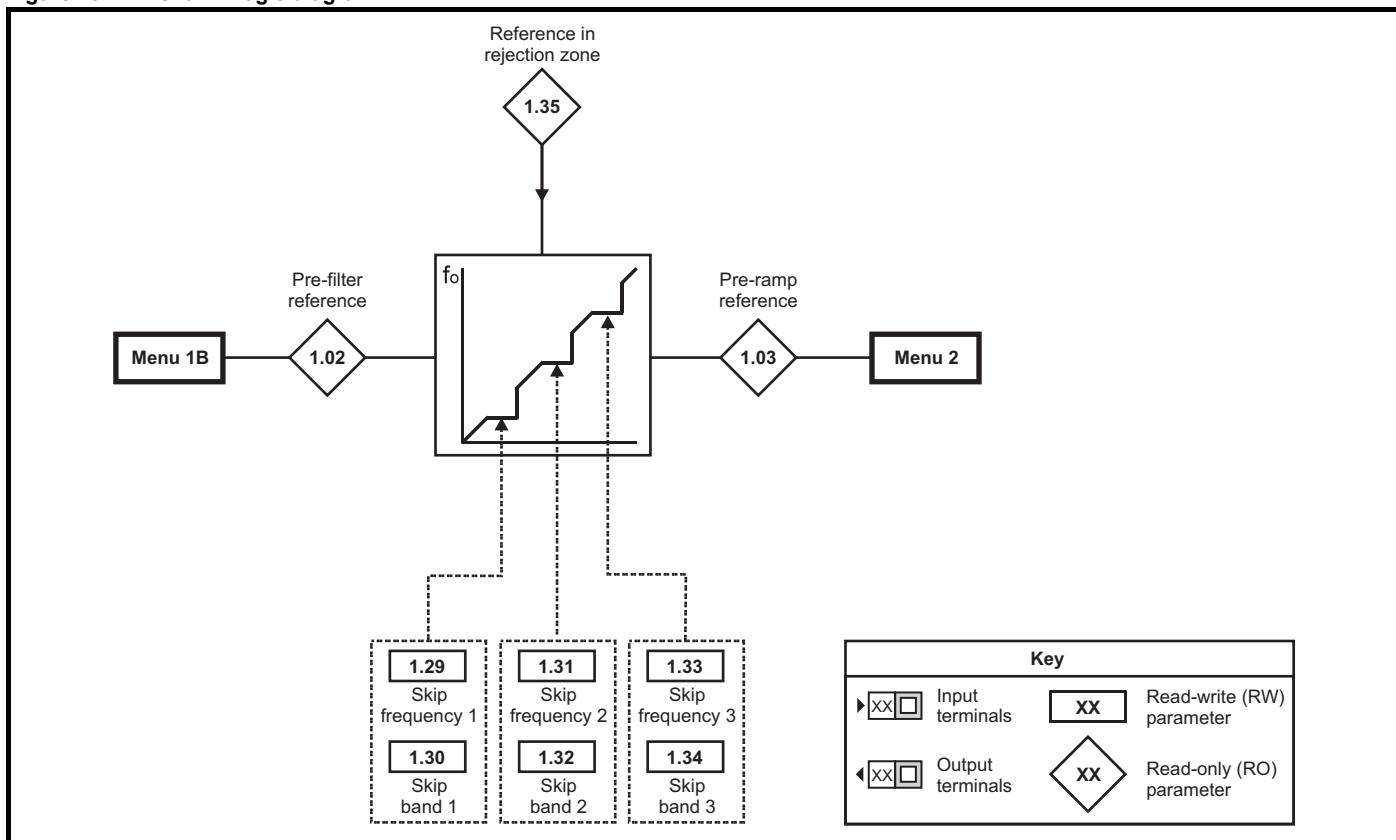 Reference in
rejection zone
1.35
fo
Pre-filter
reference
Pre-ramp
reference
Menu 1B
1.02
1.03
Menu 2
1.29
Skip
frequency 1
1.30
Skip
band 1
1.31
Skip
frequency 2
1.32
Skip
band 2
1.33
Skip
frequency 3
1.34
Skip
band 3
Key
XX
Input
terminals
XX
Read-write (RW)
parameter
XX
Output
terminals
XX
Read-only (RO)
parameter